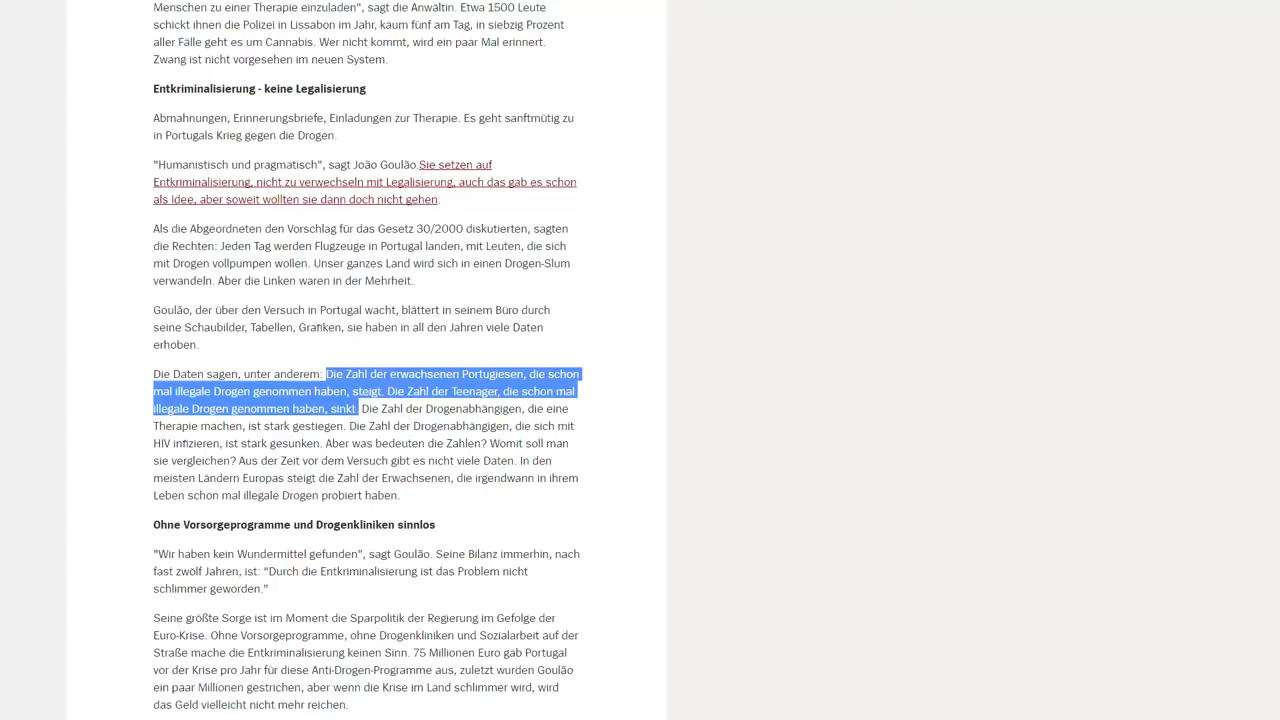 Menschen zu einer Therapie einzuladen", sagt die Anwältin. Etwa 1500 Leute
schickt ihnen die Polizei in Lissabon im Jahr, kaum fünf am Tag, in siebzig Prozent
aller Fälle geht es um Cannabis. Wer nicht kommt, wird ein paar Mal erinnert.
Zwang ist nicht vorgesehen im neuen System.
Entkriminalisierung - keine Legalisierung
Abmahnungen, Erinnerungsbriefe, Einladungen zur Therapie. Es geht sanftmütig zu
in Portugals Krieg gegen die Drogen.
"Humanistisch und pragmatisch", sagt João Goulão.Sie setzen auf
Entkriminalisierung, nicht zu verwechseln mit Legalisierung, auch das gab es schon
als Idee, aber soweit wollten sie dann doch nicht gehen.
Als die Abgeordneten den Vorschlag für das Gesetz 30/2000 diskutierten, sagten
die Rechten: Jeden Tag werden Flugzeuge in Portugal landen, mit Leuten, die sich
mit Drogen vollpumpen wollen. Unser ganzes Land wird sich in einen Drogen-Slum
verwandeln. Aber die Linken waren in der Mehrheit.
Goulão, der über den Versuch in Portugal wacht, blättert in seinem Büro durch
seine Schaubilder, Tabellen, Grafiken, sie haben in all den Jahren viele Daten
erhoben.
Die Daten sagen, unter anderem: Die Zahl der erwachsenen Portugiesen, die schon
mal illegale Drogen genommen haben, steigt. Die Zahl der Teenager, die schon mal
illegale Drogen genommen haben, sinkt. Die Zahl der Drogenabhängigen, die eine
Therapie machen, ist stark gestiegen. Die Zahl der Drogenabhängigen, die sich mit
HIV infizieren, ist stark gesunken. Aber was bedeuten die Zahlen? Womit soll man
sie vergleichen? Aus der Zeit vor dem Versuch gibt es nicht viele Daten. In den
meisten Ländern Europas steigt die Zahl der Erwachsenen, die irgendwann in ihrem
Leben schon mal illegale Drogen probiert haben.
Ohne Vorsorgeprogramme und Drogenkliniken sinnlos
"Wir haben kein Wundermittel gefunden", sagt Goulão. Seine Bilanz immerhin, nach
fast zwölf Jahren, ist: "Durch die Entkriminalisierung ist das Problem nicht
schlimmer geworden."
Seine größte Sorge ist im Moment die Sparpolitik der Regierung im Gefolge der
Euro-Krise. Ohne Vorsorgeprogramme, ohne Drogenkliniken und Sozialarbeit auf der
Straße mache die Entkriminalisierung keinen Sinn. 75 Millionen Euro gab Portugal
vor der Krise pro Jahr für diese Anti-Drogen-Programme aus, zuletzt wurden Goulão
ein paar Millionen gestrichen, aber wenn die Krise im Land schlimmer wird, wird
das Geld vielleicht nicht mehr reichen.